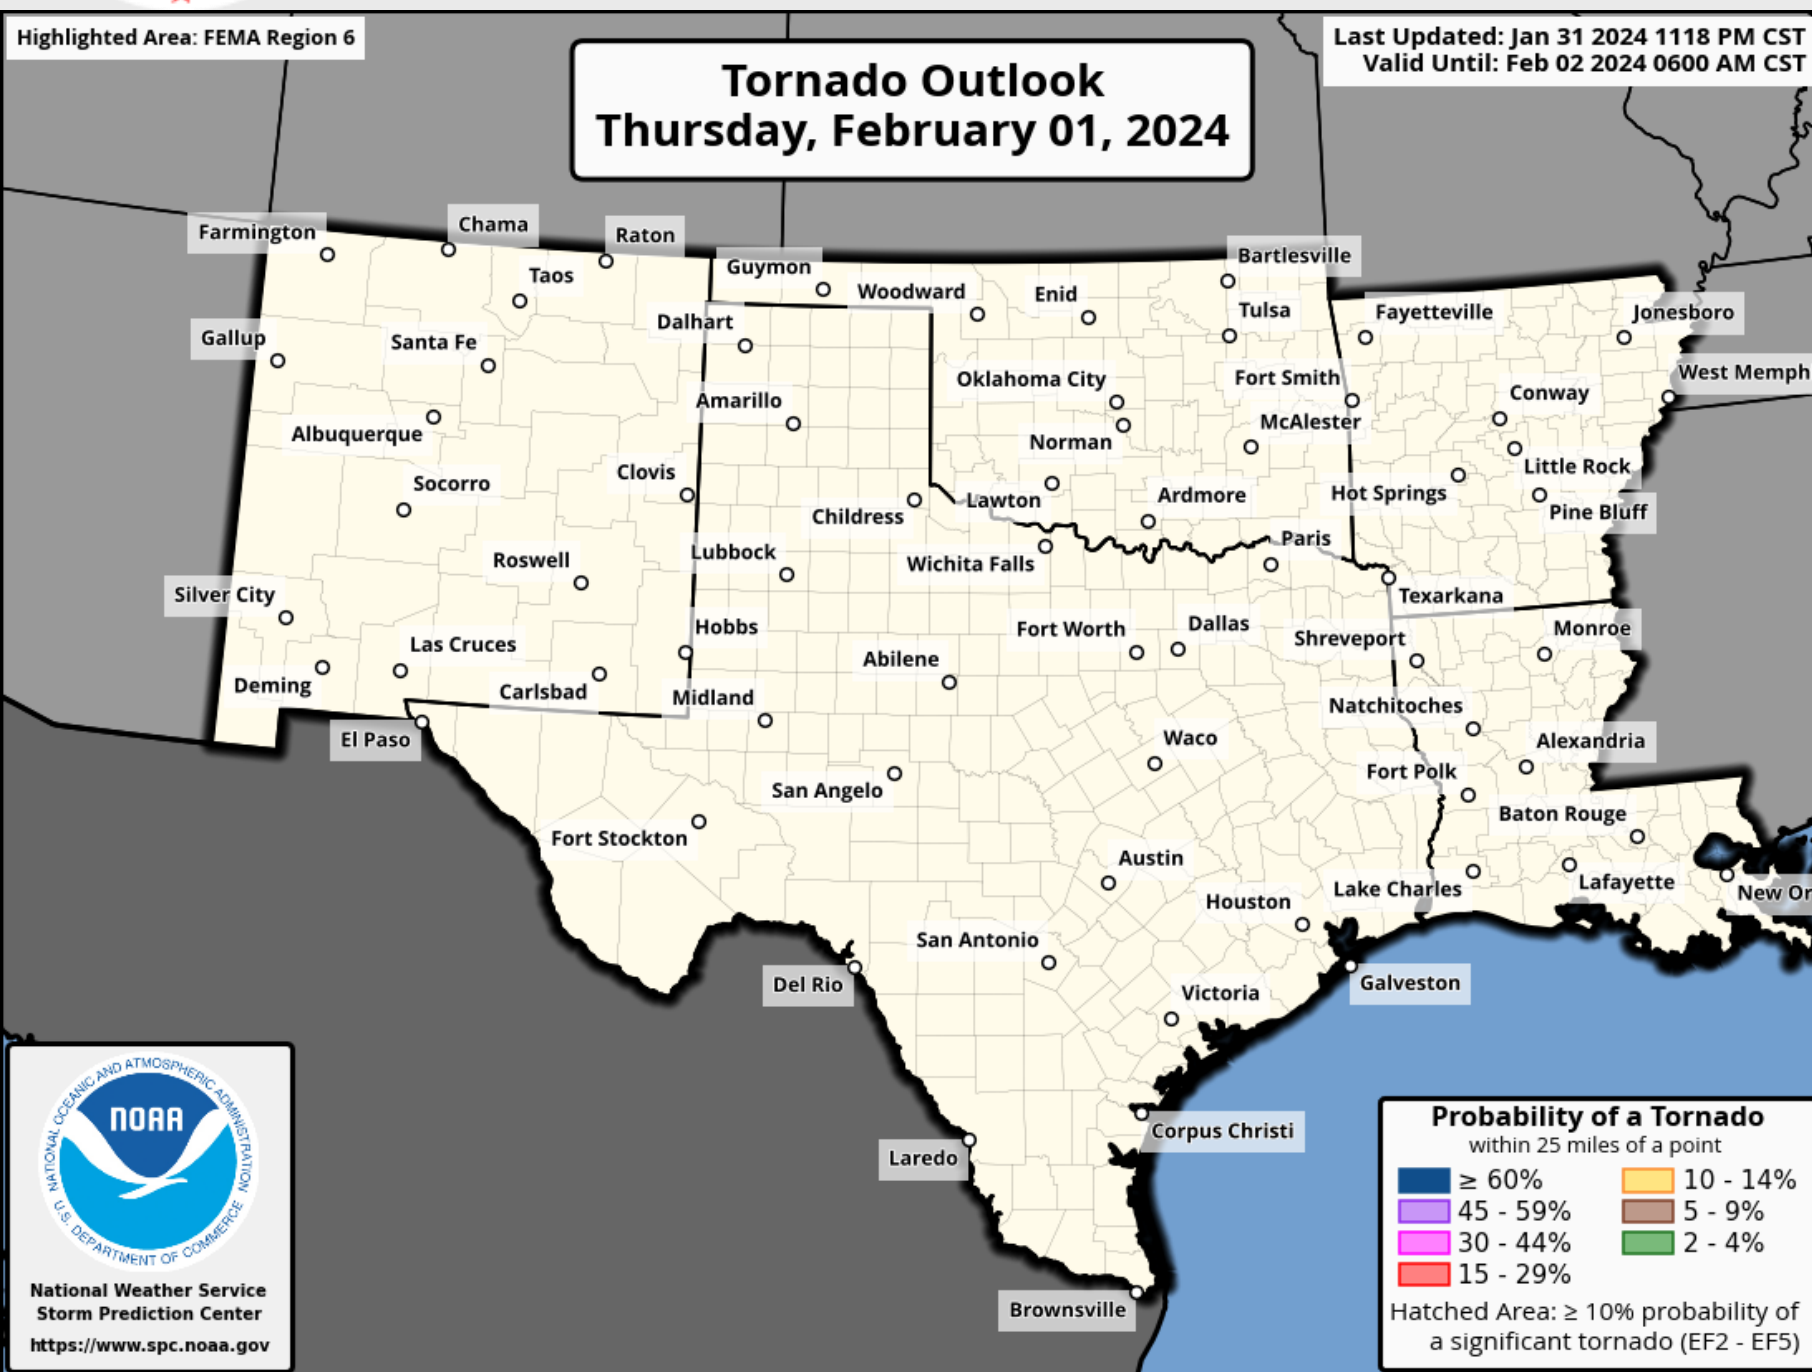 Highlighted Area: FEMA Region 6
Tornado Outlook
Thursday, February 01, 2024
Last Updated: Jan 31 2024 1118 PM CST
Valid Until: Feb 02 2024 0600 AM CST
Farmington
Chama
Raton
Taos
Guymon
Woodward
Enid
Bartlesville
Tulsa
Fayetteville
Jonesboro
Gallup
Santa Fe
Dalhart
Oklahoma City
Fort Smith
Conway
West Memph
Albuquerque
Amarillo
Norman
McAlester
Little Rock
Socorro
Clovis
Childress
Lawton
Ardmore
Hot Springs
Pine Bluff
Roswell
Lubbock
Wichita Falls
Paris
Silver City
Hobbs
Texarkana
Las Cruces
Abilene
Fort Worth
Dallas
Shreveport
Monroe
Deming
Carlsbad
Midland
Natchitoches
El Paso
Waco
Alexandria
San Angelo
Fort Polk
Fort Stockton
Baton Rouge
Austin
Houston
Lake Charles
Lafayette
New Or
San Antonio
Del Rio
Victoria
Galveston
Corpus Christi
Laredo
Brownsville
NATIONAL OCEANIC AND ATMOSPHERIC ADMINISTRATION
NOAA
U.S. DEPARTMENT OF COMMERCE
National Weather Service
Storm Prediction Center
https://www.spc.noaa.gov
Probability of a Tornado
within 25 miles of a point
≥ 60%
10 - 14%
45 - 59%
5 - 9%
30 - 44%
2 - 4%
15 - 29%
Hatched Area: ≥ 10% probability of
a significant tornado (EF2 - EF5)